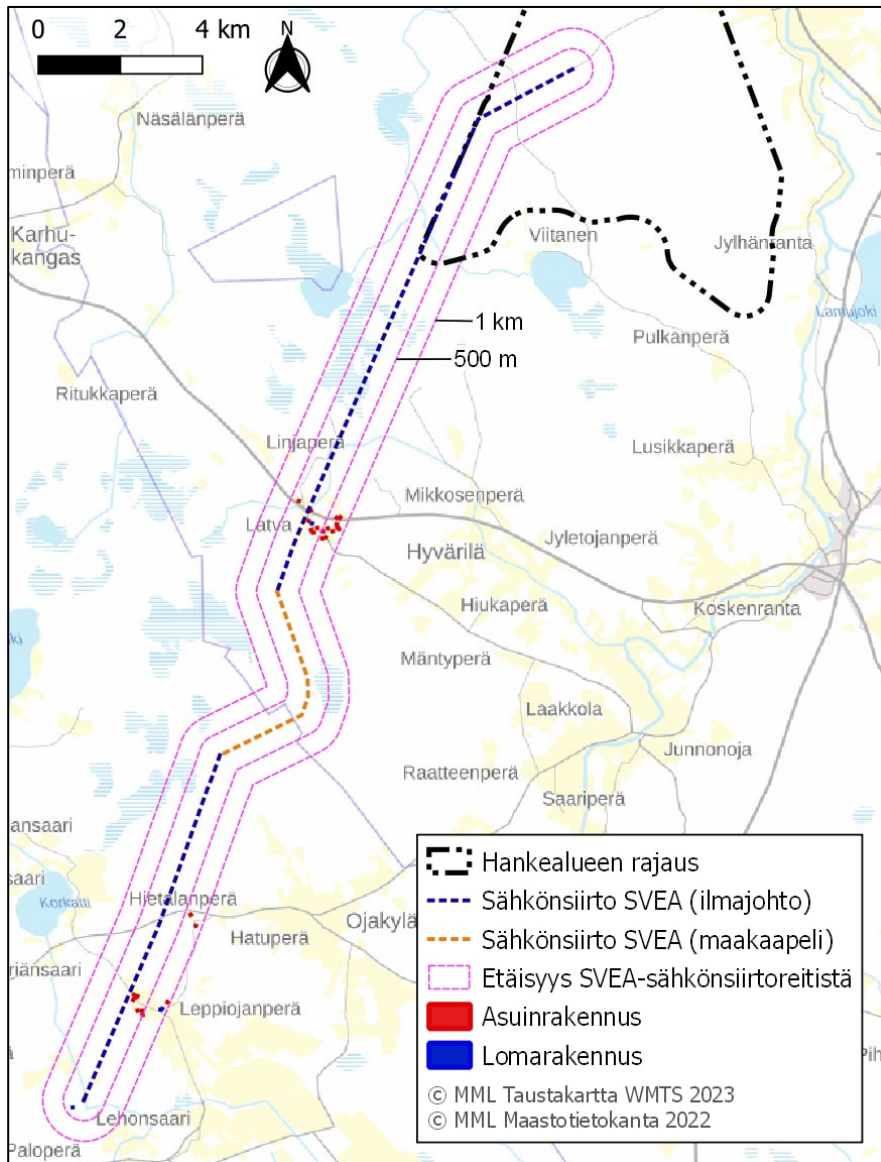 0 2 4 km
N
Näsälänperä
minperä
Karhu-
kangas
Viitanen
Jylhänranta
Lamujoki
1 km
Pulkanperä
500 m
Ritukkaperä
Linjaperä
Lusikkaperä
Mikkosenperä
Latva
Hyvärilä
Jyletojanperä
Hiukaperä
Koskenranta
Mäntyperä
Laakkola
Junnonoja
Raatteenperä
Saariperä
ansaari
saari
Korkatti
Hietalanperä
Ojakylä
Hatuperä
riänsaari
Leppiojanperä
Lehonsaari
Paloperä
Pih
Hankealueen rajaus
Sähkönsiirto SVEA (ilmajohto)
Sähkönsiirto SVEA (maakaapeli)
Etäisyys SVEA-sähkönsiirtoreitistä
Asuinrakennus
Lomarakennus
© MML Taustakartta WMTS 2023
© MML Maastotietokanta 2022